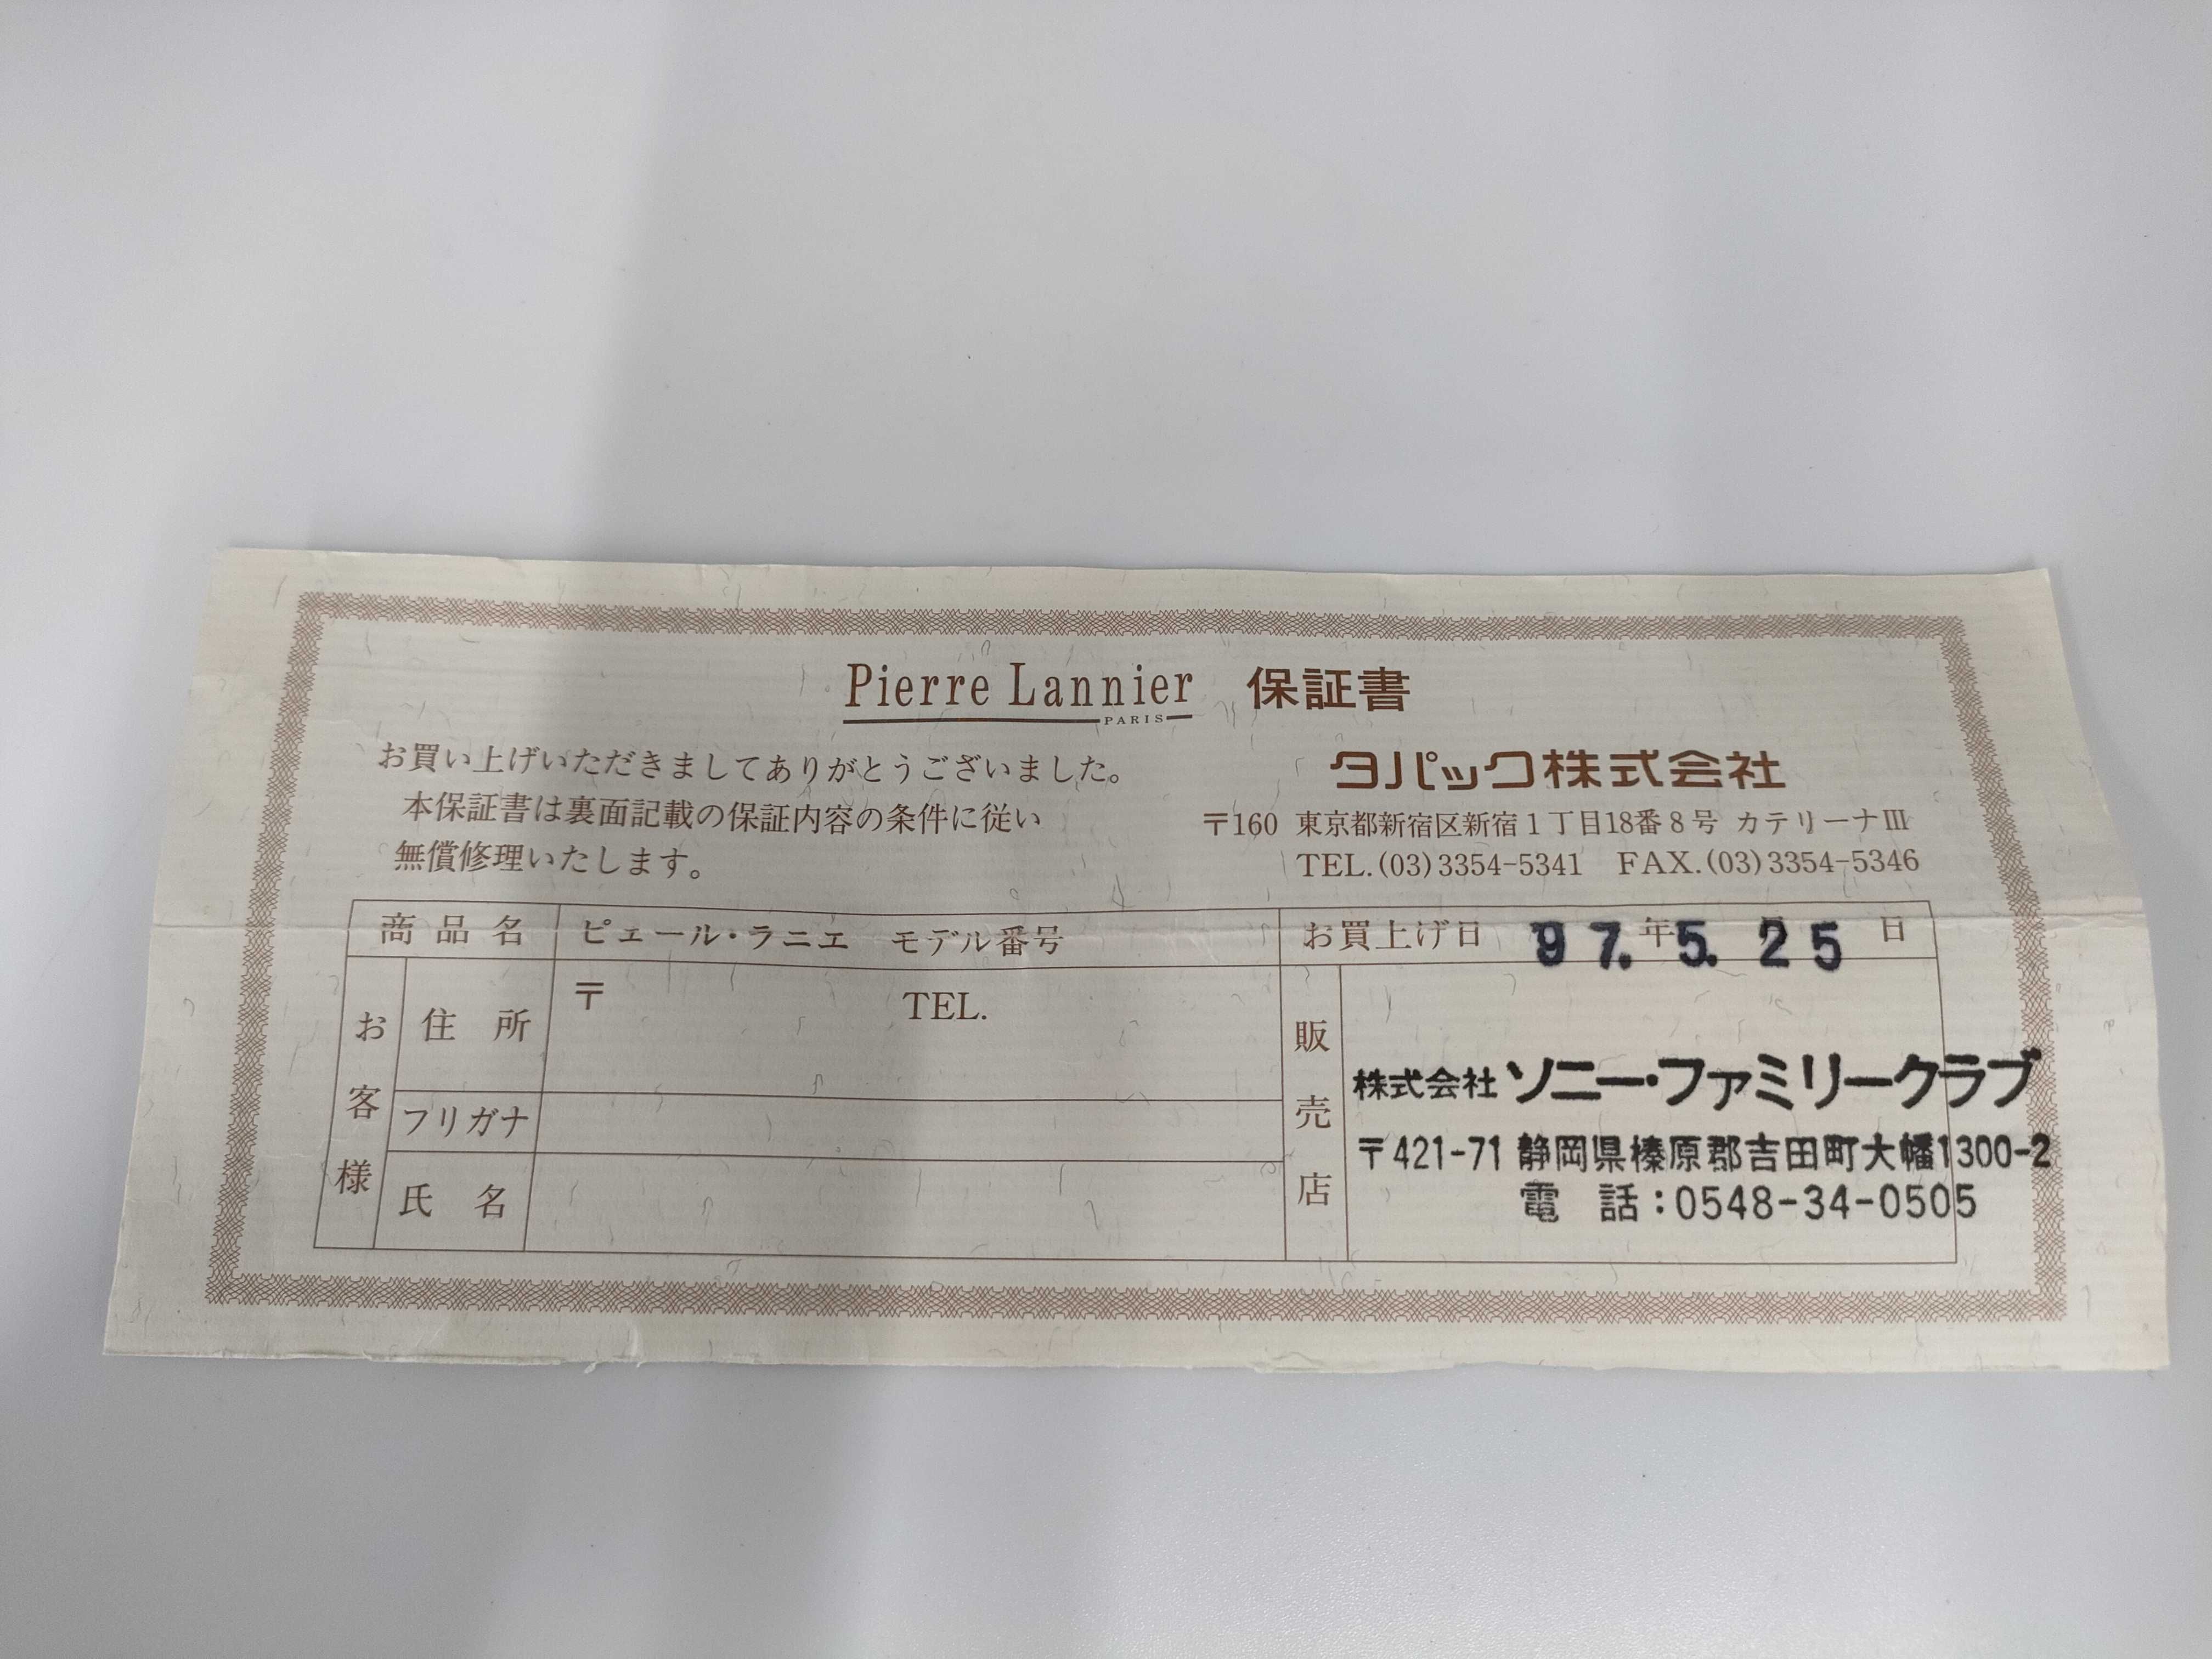 Pierre Lannier 保証書
PARIS
お買い上げいただきましてありがとうございました。
本保証書は裏面記載の保証内容の条件に従い
無償修理いたします。
タパック株式会社
〒160 東京都新宿区新宿1丁目18番8号 カテリーナⅢ
TEL.(03)3354-5341 FAX.(03)3354-5346
商品名 ピエール・ラニエ モデル番号
お買上げ日 97.年5.25日
お客様
住所 〒 TEL.
フリガナ
氏名
販売店
株式会社ソニー・ファミリークラブ
〒421-71 静岡県榛原郡吉田町大幡1300-2
電話：0548-34-0505